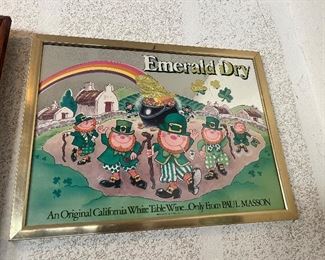 Emerald Dry
An Original California White Table Wine...Only From PAUL MASSON